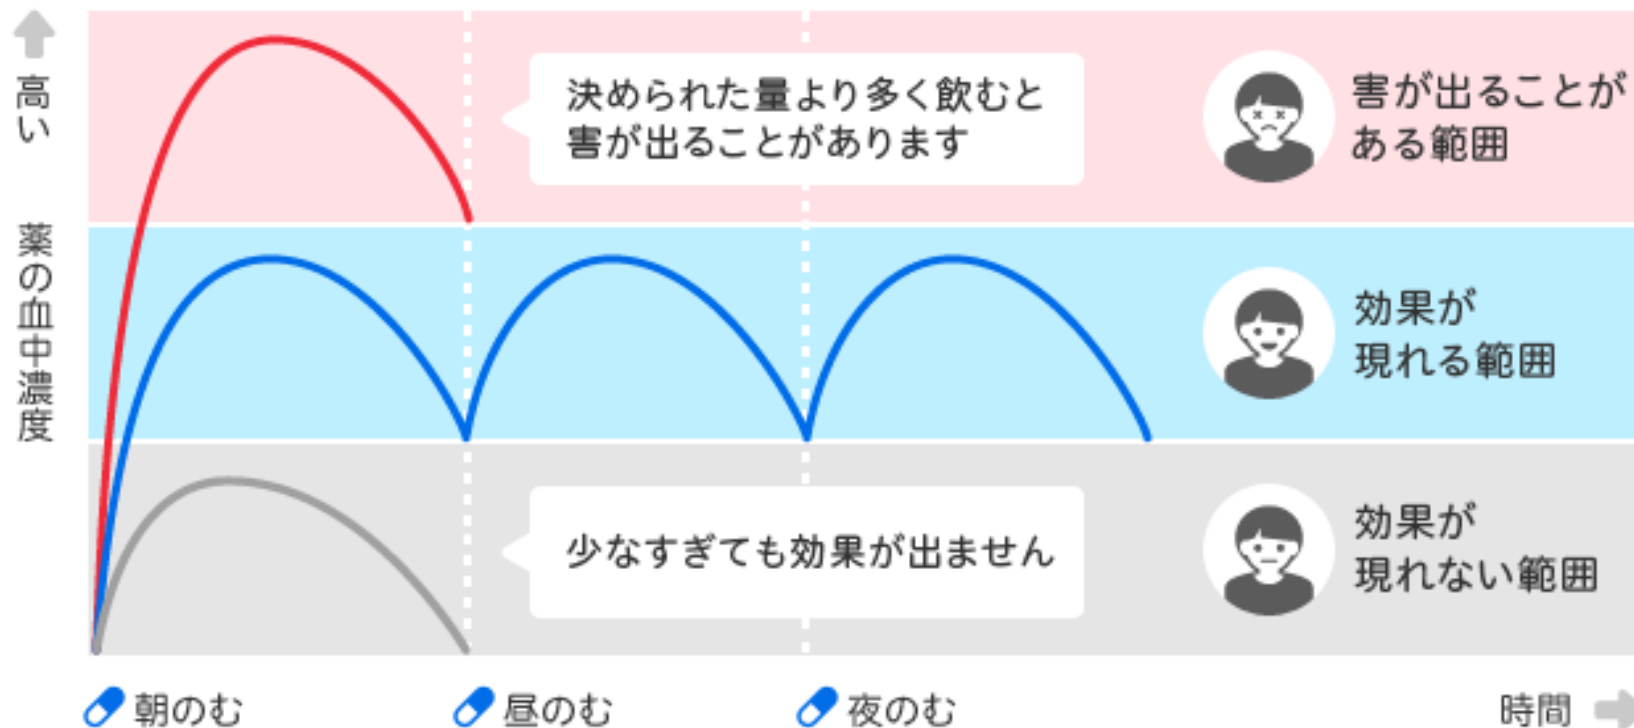 高い
薬の血中濃度
決められた量より多く飲むと
害が出ることがあります
害が出ることが
ある範囲
効果が
現れる範囲
少なすぎても効果が出ません
効果が
現れない範囲
朝のむ
昼のむ
夜のむ
時間